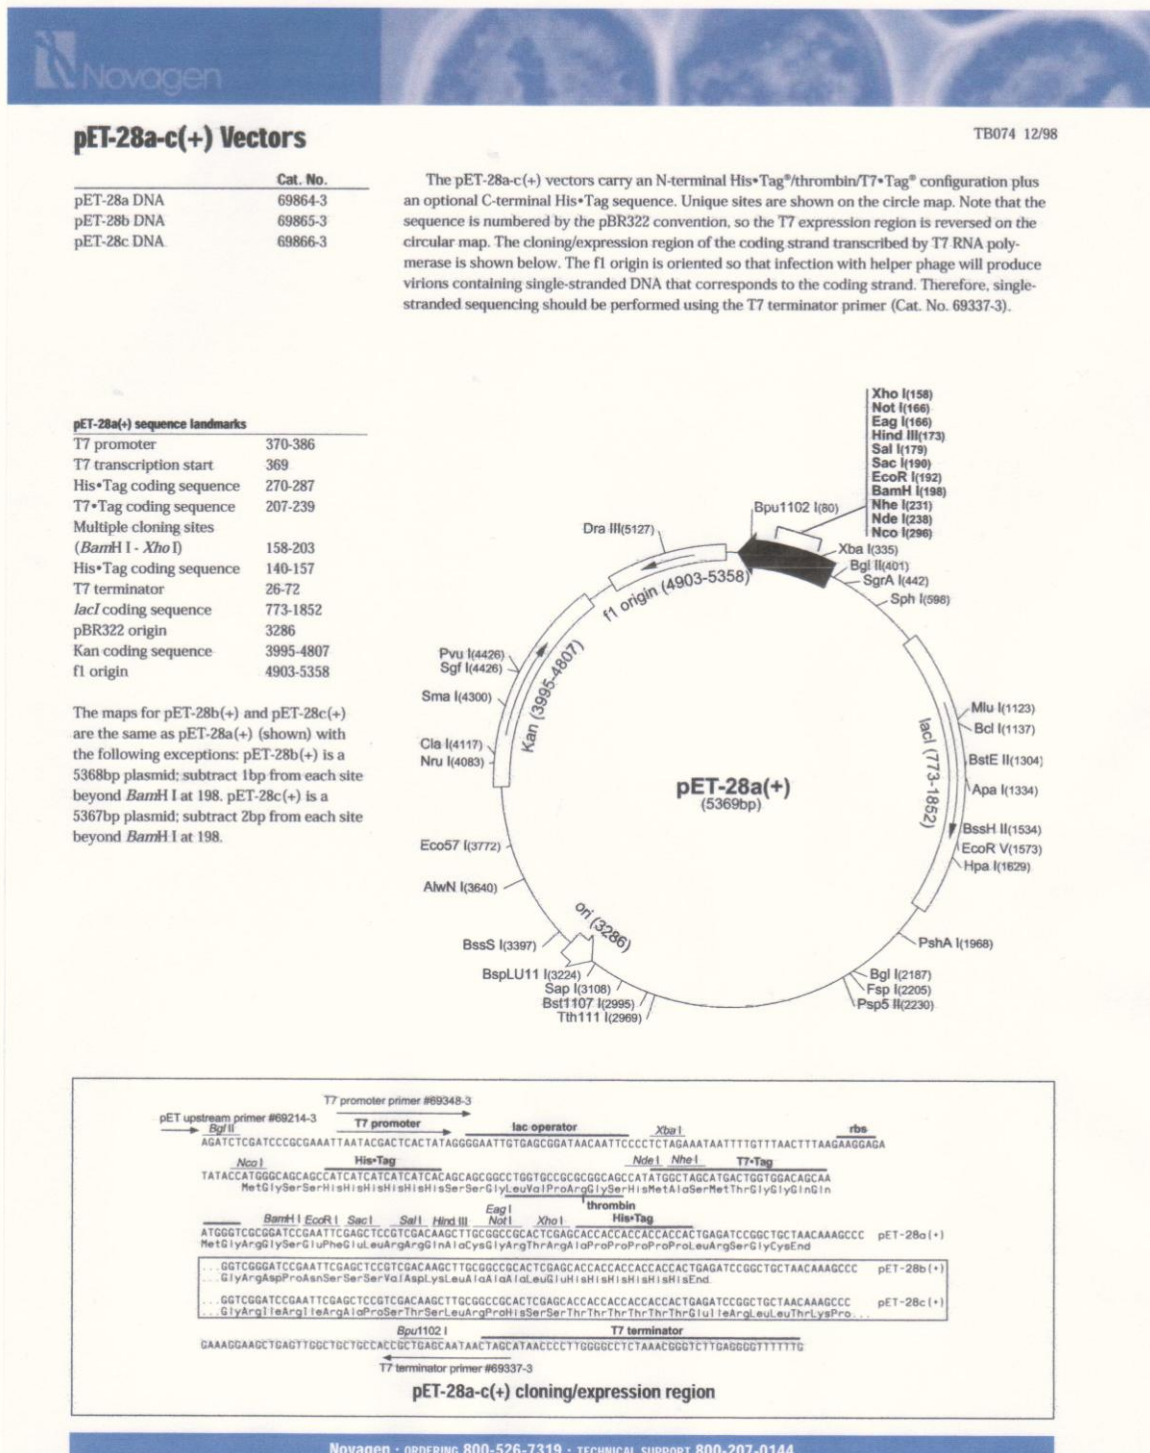 Novagen
pET-28a-c(+) Vectors
TB074 12/98
Cat. No.
pET-28a DNA 69864-3
pET-28b DNA 69865-3
pET-28c DNA 69866-3
The pET-28a-c(+) vectors carry an N-terminal His•Tag®/thrombin/T7•Tag® configuration plus
an optional C-terminal His•Tag sequence. Unique sites are shown on the circle map. Note that the
sequence is numbered by the pBR322 convention, so the T7 expression region is reversed on the
circular map. The cloning/expression region of the coding strand transcribed by T7 RNA poly-
merase is shown below. The f1 origin is oriented so that infection with helper phage will produce
virions containing single-stranded DNA that corresponds to the coding strand. Therefore, single-
stranded sequencing should be performed using the T7 terminator primer (Cat. No. 69337-3).
pET-28a(+) sequence landmarks
T7 promoter 370-386
T7 transcription start 369
His•Tag coding sequence 270-287
T7•Tag coding sequence 207-239
Multiple cloning sites
(BamH I - Xho I) 158-203
His•Tag coding sequence 140-157
T7 terminator 26-72
lacI coding sequence 773-1852
pBR322 origin 3286
Kan coding sequence 3995-4807
f1 origin 4903-5358
The maps for pET-28b(+) and pET-28c(+)
are the same as pET-28a(+) (shown) with
the following exceptions: pET-28b(+) is a
5368bp plasmid; subtract 1bp from each site
beyond BamH I at 198. pET-28c(+) is a
5367bp plasmid; subtract 2bp from each site
beyond BamH I at 198.
Xho I(158)
Not I(166)
Eag I(166)
Hind III(173)
Sal I(179)
Sac I(190)
EcoR I(192)
BamH I(198)
Nhe I(231)
Nde I(238)
Nco I(296)
Bpu1102 I(80)
Dra III(5127)
Xba I(335)
Bgl II(401)
SgrA I(442)
Sph I(598)
f1 origin (4903-5358)
Pvu I(4426)
Sgf I(4426)
Sma I(4300)
Kan (3995-4807)
Cla I(4117)
Nru I(4083)
Mlu I(1123)
Bcl I(1137)
BstE II(1304)
Apa I(1334)
lacI (773-1852)
BssH II(1534)
EcoR V(1573)
Hpa I(1629)
pET-28a(+)
(5369bp)
Eco57 I(3772)
AlwN I(3640)
ori (3286)
BssS I(3397)
BspLU11 I(3224)
Sap I(3108)
Bst1107 I(2995)
Tth111 I(2969)
PshA I(1968)
Bgl I(2187)
Fsp I(2205)
Psp5 II(2230)
T7 promoter primer #69348-3
pET upstream primer #69214-3
Bgl II T7 promoter lac operator Xba I rbs
AGATCTCGATCCCGCGAAATTAATACGACTCACTATAGGGGAATTGTGAGCGGATAACAATTCCCCTCTAGAAATAATTTTGTTTAACTTTAAGAAGGAGA
Nco I His•Tag Nde I Nhe I T7•Tag
TATACCATGGGCAGCAGCCATCATCATCATCATCACAGCAGCGGCCTGGTGCCGCGCGGCAGCCATATGGCTAGCATGACTGGTGGACAGCAA
MetGlySerSerHisHisHisHisHisHisSerSerGlyLeuValProArgGlySerHisMetAlaSerMetThrGlyGlyGlnGln
thrombin
BamH I EcoR I Sac I Sal I Hind III Eag I Not I Xho I His•Tag
ATGGGTCGCGGATCCGAATTCGAGCTCCGTCGACAAGCTTGCGGCCGCACTCGAGCACCACCACCACCACCACTGAGATCCGGCTGCTAACAAAGCCC pET-28a(+)
MetGlyArgGlySerGluPheGluLeuArgArgGlnAlaCysGlyArgThrArgAlaProProProProProProLeuArgSerGlyCysEnd
...GGTCGGGATCCGAATTCGAGCTCCGTCGACAAGCTTGCGGCCGCACTCGAGCACCACCACCACCACCACTGAGATCCGGCTGCTAACAAAGCCC pET-28b(+)
...GlyArgAspProAsnSerSerSerValAspLysLeuAlaAlaAlaLeuGluHisHisHisHisHisHisEnd
...GGTCGGATCCGAATTCGAGCTCCGTCGACAAGCTTGCGGCCGCACTCGAGCACCACCACCACCACCACTGAGATCCGGCTGCTAACAAAGCCC pET-28c(+)
...GlyArgIleArgIleArgAlaProSerThrSerLeuArgProHisSerSerThrThrThrThrThrThrGluIleArgLeuLeuThrLysPro...
Bpu1102 I T7 terminator
GAAAGGAAGCTGAGTTGGCTGCTGCCACCGCTGAGCAATAACTAGCATAACCCCTTGGGGCCTCTAAACGGGTCTTGAGGGGTTTTTTG
T7 terminator primer #69337-3
pET-28a-c(+) cloning/expression region
Novagen • ORDERING 800-526-7319 • TECHNICAL SUPPORT 800-207-0144